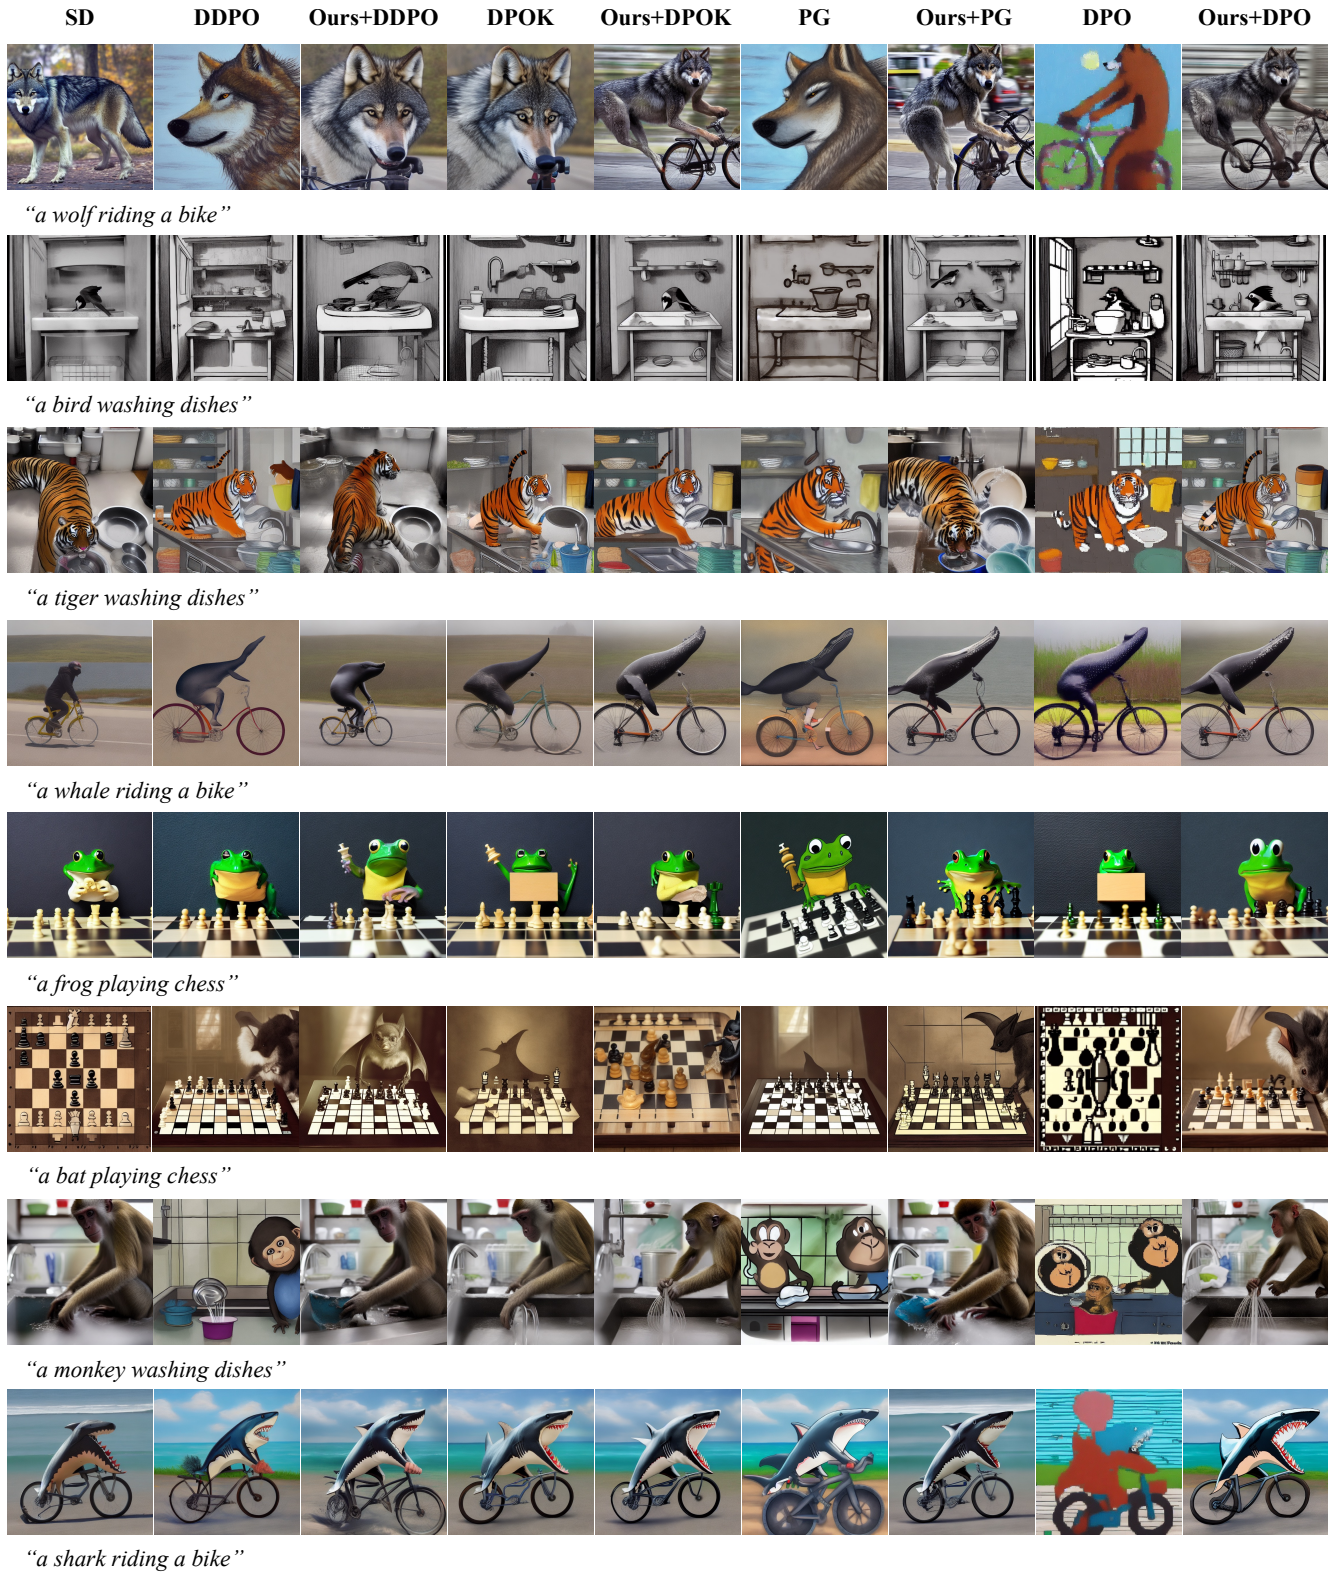 SD DDPO Ours+DDPO DPOK Ours+DPOK PG Ours+PG DPO Ours+DPO
“a wolf riding a bike”
“a bird washing dishes”
“a tiger washing dishes”
“a whale riding a bike”
“a frog playing chess”
“a bat playing chess”
“a monkey washing dishes”
“a shark riding a bike”